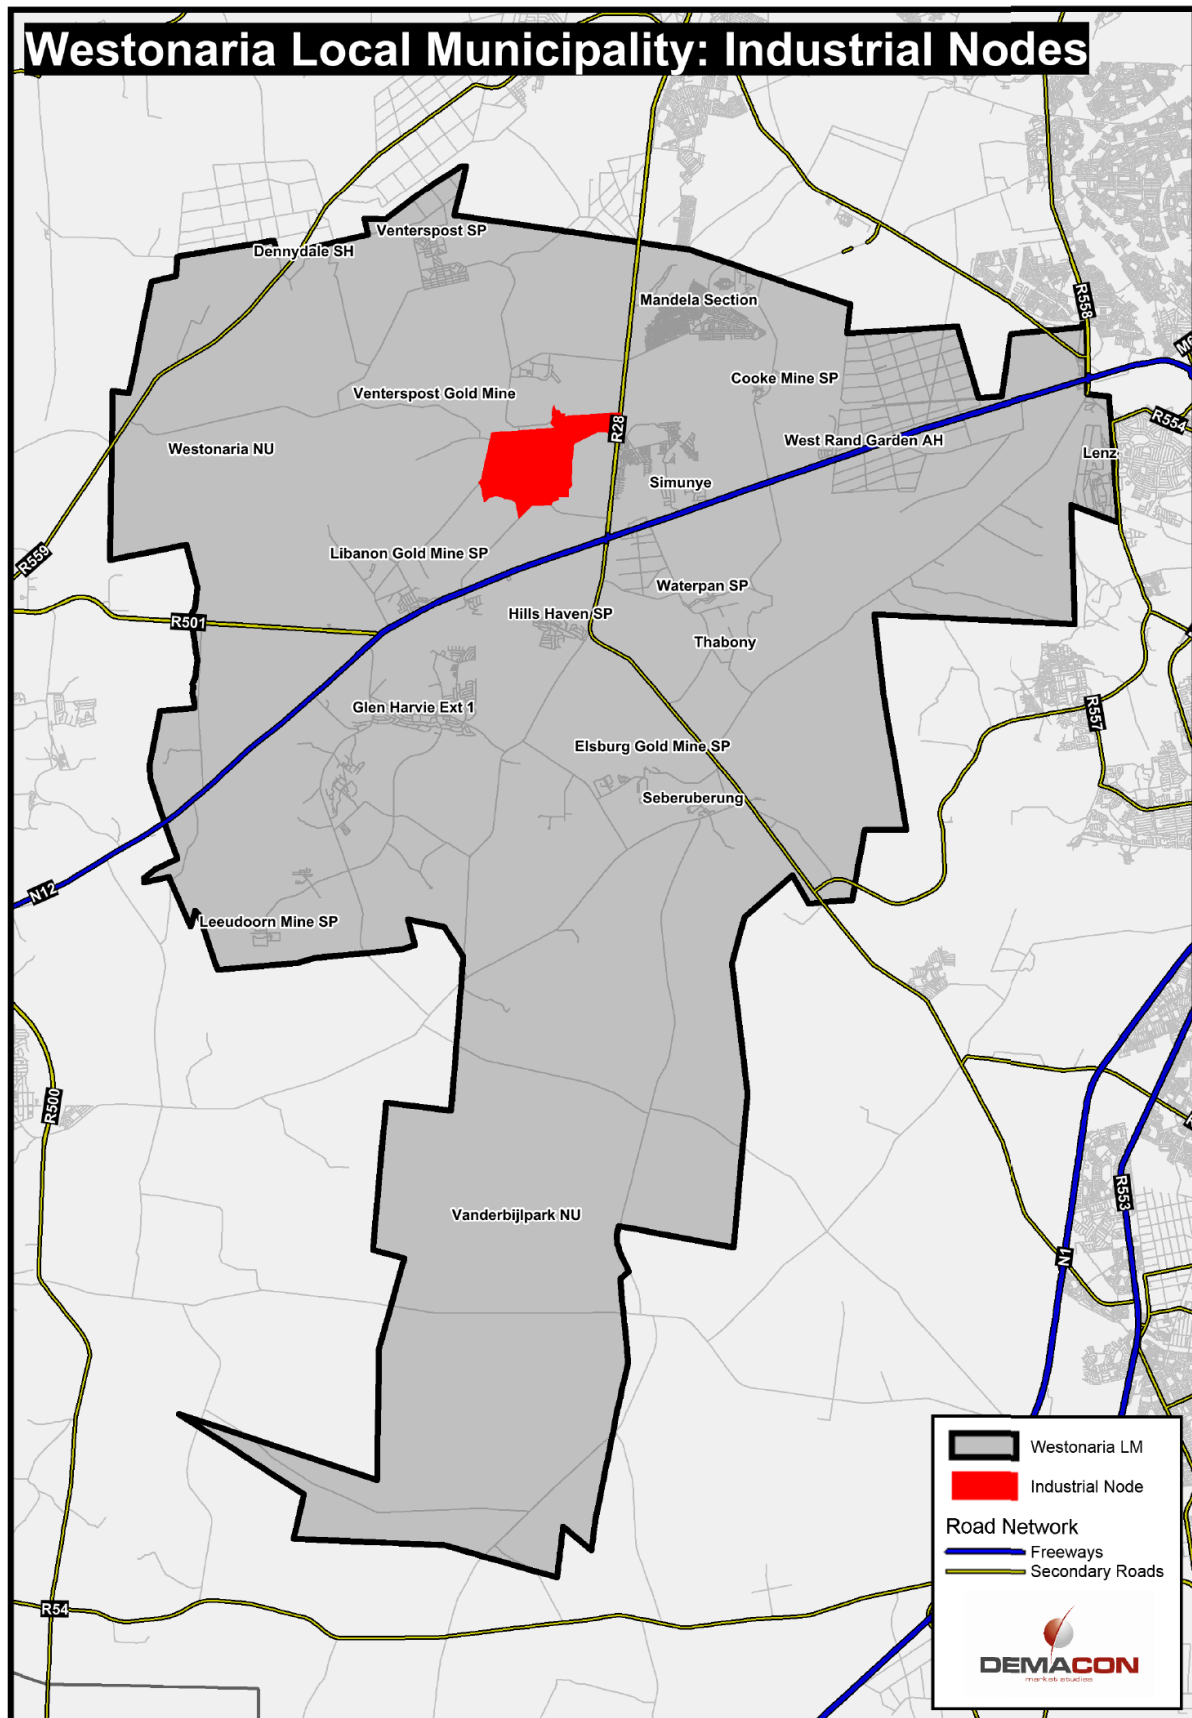 Westonaria Local Municipality: Industrial Nodes
Venterspost SP
Dennydale SH
Mandela Section
R558
Cooke Mine SP
Venterspost Gold Mine
R28
R554
West Rand Garden AH
Westonaria NU
Lenz
Simunye
R559
Libanon Gold Mine SP
Waterpan SP
Hills Haven SP
R501
Thabony
Glen Harvie Ext 1
R557
Elsburg Gold Mine SP
Seberuberung
N12
Leeudoorn Mine SP
R500
R553
Vanderbijlpark NU
N1
Westonaria LM
Industrial Node
Road Network
Freeways
Secondary Roads
R54
DEMACON
market studies